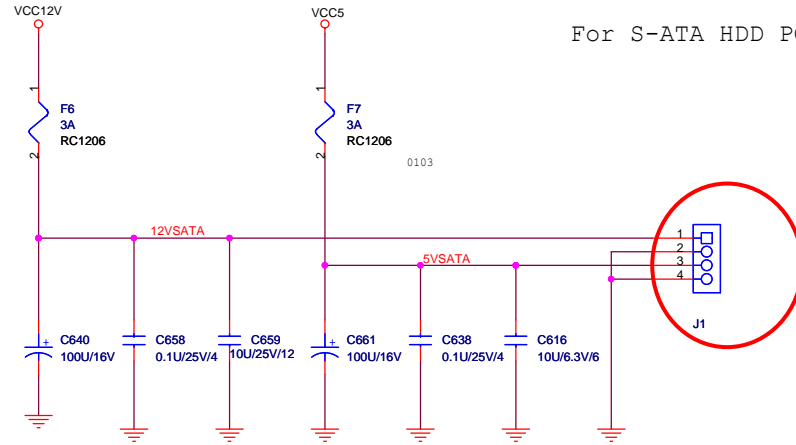 VCC12V
VCC5
For S-ATA HDD
1
F6
3A
RC1206
2
1
F7
3A
RC1206
2
0103
12VSATA
5VSATA
1
2
3
4
J1
C640
100U/16V
C658
0.1U/25V/4
C659
10U/25V/12
C661
100U/16V
C638
0.1U/25V/4
C616
10U/6.3V/6